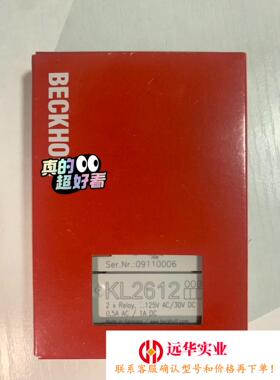 BECKHO
真的
超好看
Ser.Nr.: 09110006
KL2612
000
2 x Relay, ...125V AC/30V DC
0,5A AC / 1A DC
远华实业
联系客服确认型号和价格再下单！